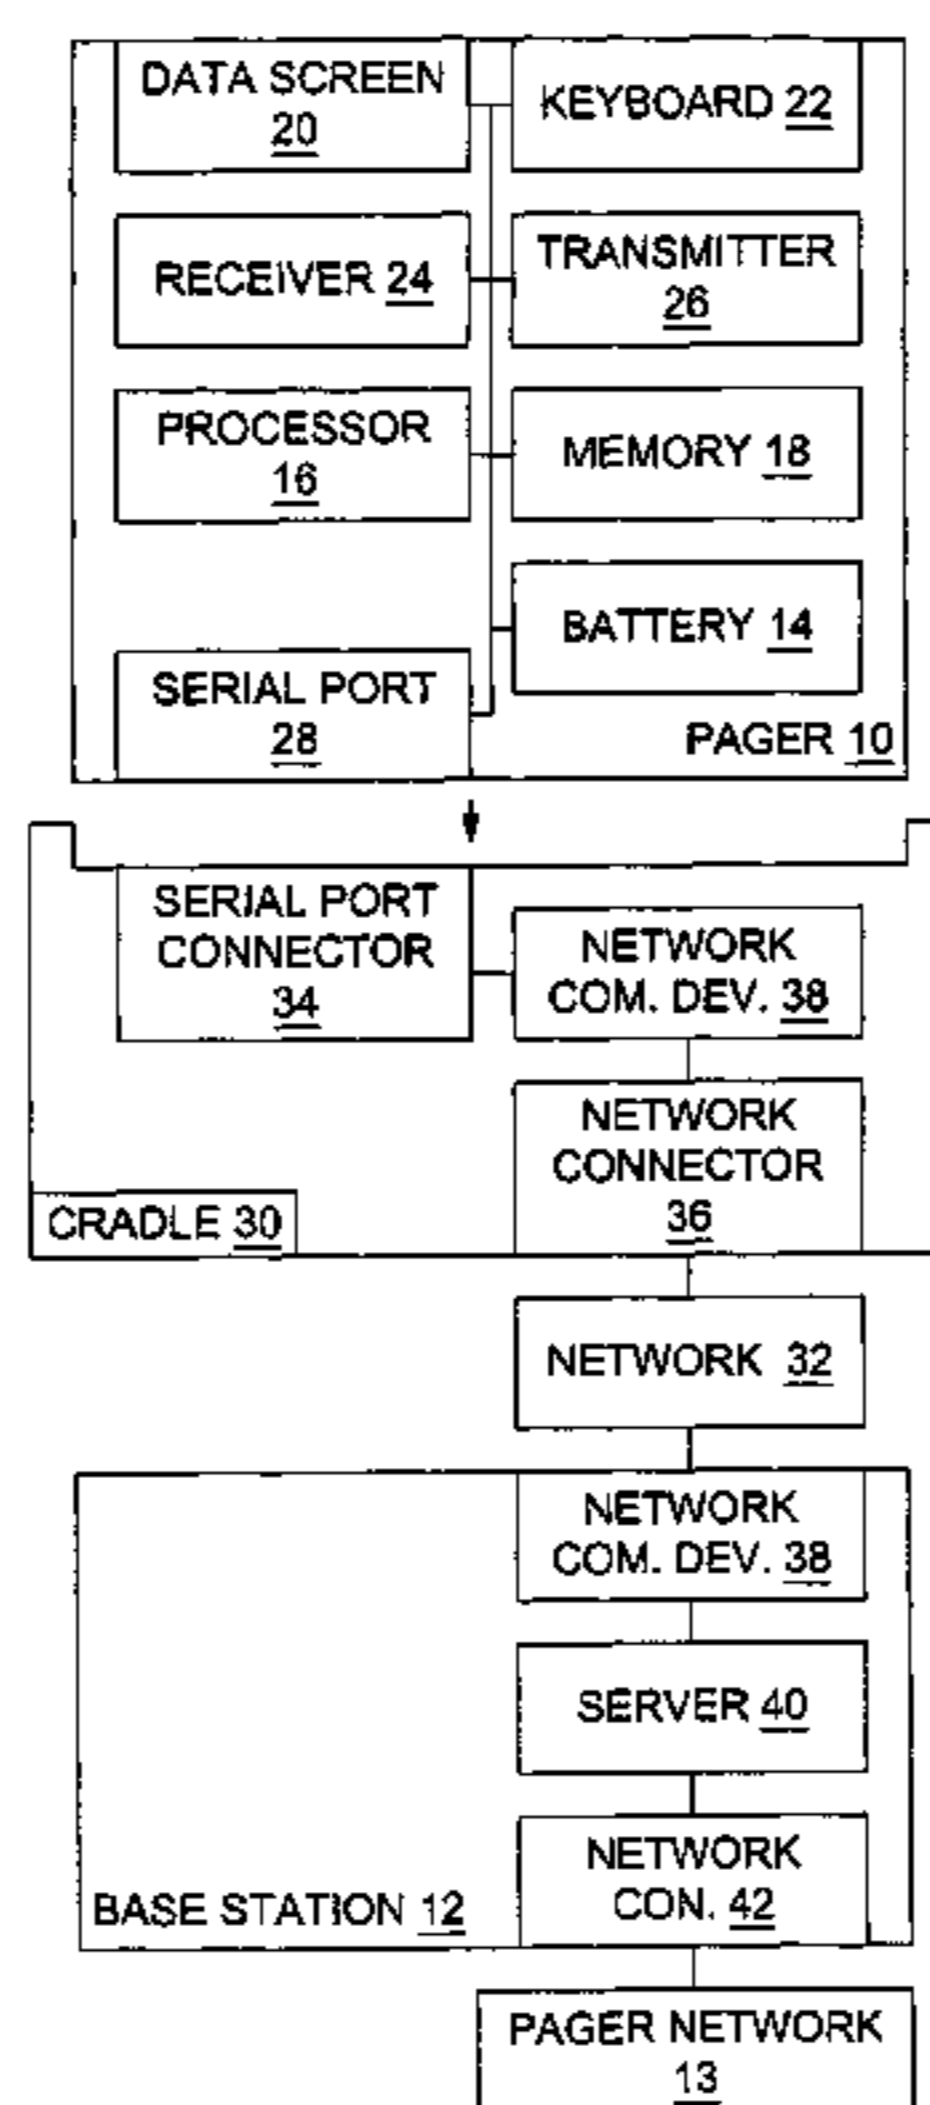 DATA SCREEN
20
KEYBOARD 22
RECEIVER 24
TRANSMITTER
26
PROCESSOR
16
MEMORY 18
BATTERY 14
SERIAL PORT
28
PAGER 10
SERIAL PORT
CONNECTOR
34
NETWORK
COM. DEV. 38
NETWORK
CONNECTOR
36
CRADLE 30
NETWORK 32
NETWORK
COM. DEV. 38
SERVER 40
NETWORK
CON. 42
BASE STATION 12
PAGER NETWORK
13